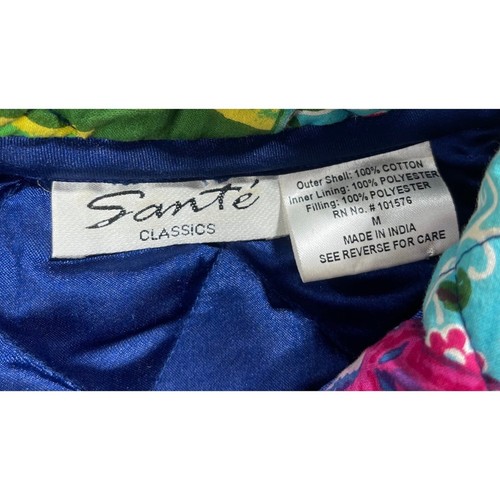 Santé
CLASSICS
Outer Shell: 100% COTTON
Inner Lining: 100% POLYESTER
Filling: 100% POLYESTER
RN No. # 101576
M
MADE IN INDIA
SEE REVERSE FOR CARE